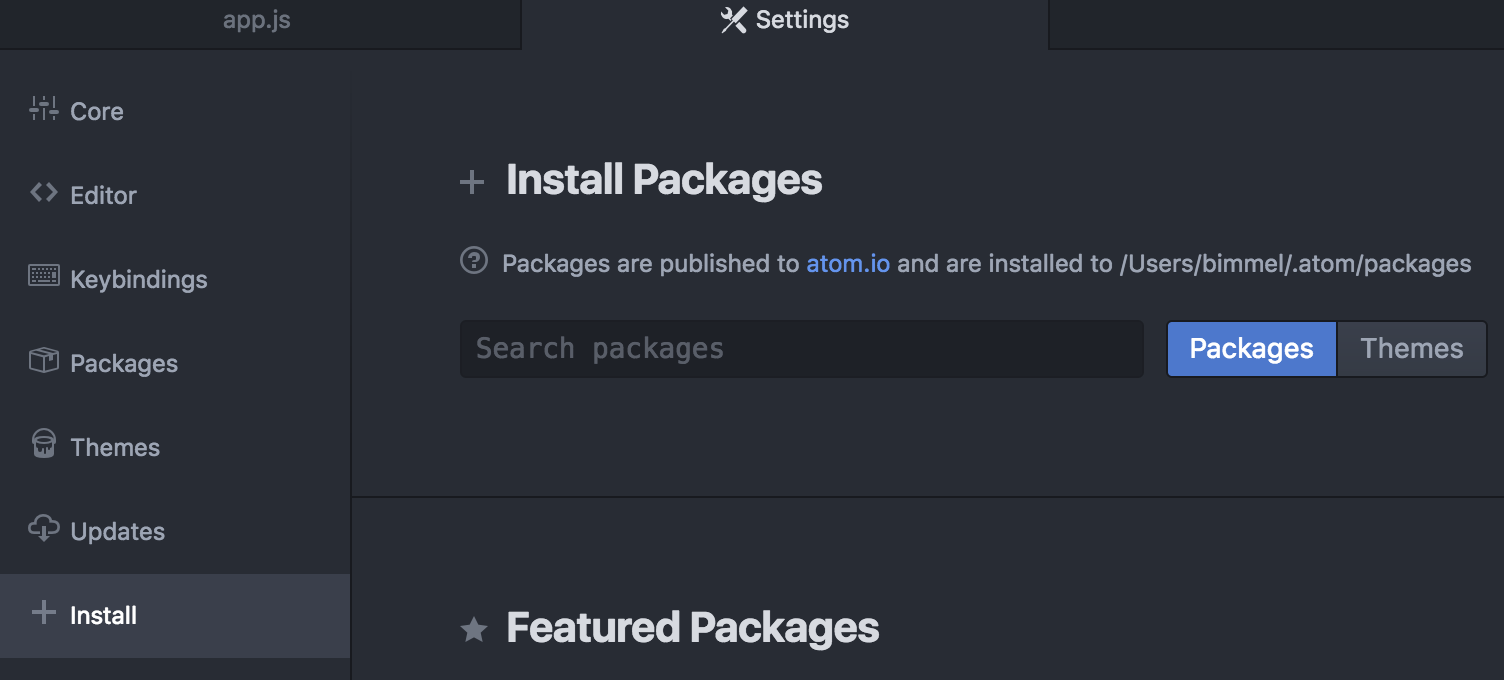 app.js
Settings
Core
Editor
Keybindings
Packages
Themes
Updates
Install
Install Packages
Packages are published to atom.io and are installed to /Users/bimmel/.atom/packages
Search packages
Packages
Themes
Featured Packages